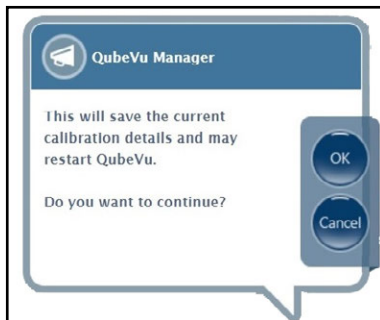 QubeVu Manager
This will save the current
calibration details and may
restart QubeVu.
Do you want to continue?
OK
Cancel